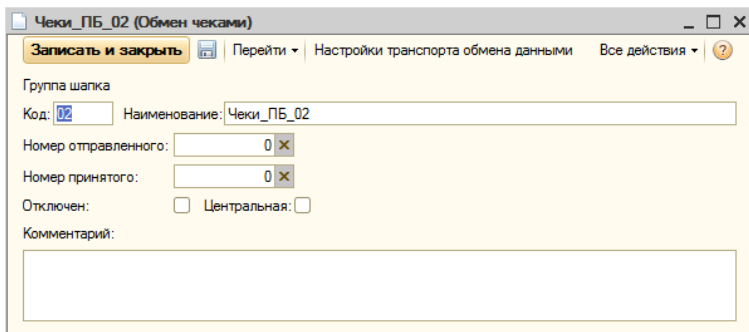 Чеки_ПБ_02 (Обмен чеками)
Записать и закрыть Перейти Настройки транспорта обмена данными Все действия ?
Группа шапка
Код: 02 Наименование: Чеки_ПБ_02
Номер отправленного: 0
Номер принятого: 0
Отключен: Центральная:
Комментарий: